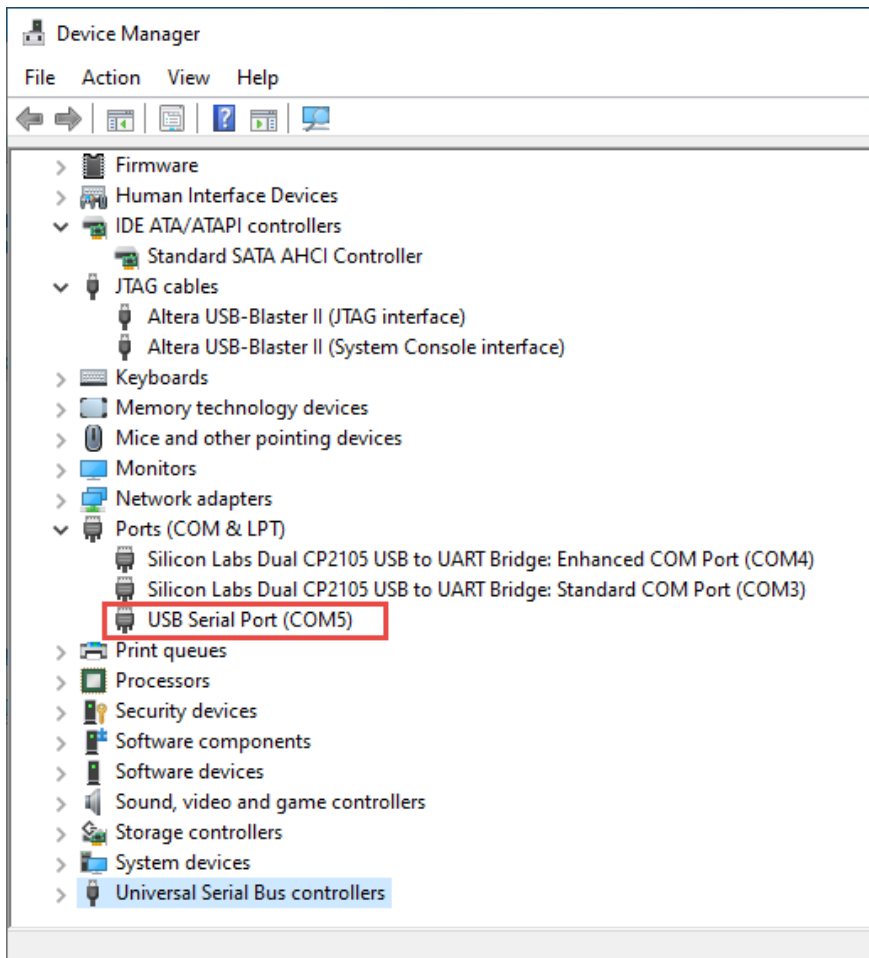 Device Manager
File Action View Help
Firmware
Human Interface Devices
IDE ATA/ATAPI controllers
Standard SATA AHCI Controller
JTAG cables
Altera USB-Blaster II (JTAG interface)
Altera USB-Blaster II (System Console interface)
Keyboards
Memory technology devices
Mice and other pointing devices
Monitors
Network adapters
Ports (COM & LPT)
Silicon Labs Dual CP2105 USB to UART Bridge: Enhanced COM Port (COM4)
Silicon Labs Dual CP2105 USB to UART Bridge: Standard COM Port (COM3)
USB Serial Port (COM5)
Print queues
Processors
Security devices
Software components
Software devices
Sound, video and game controllers
Storage controllers
System devices
Universal Serial Bus controllers